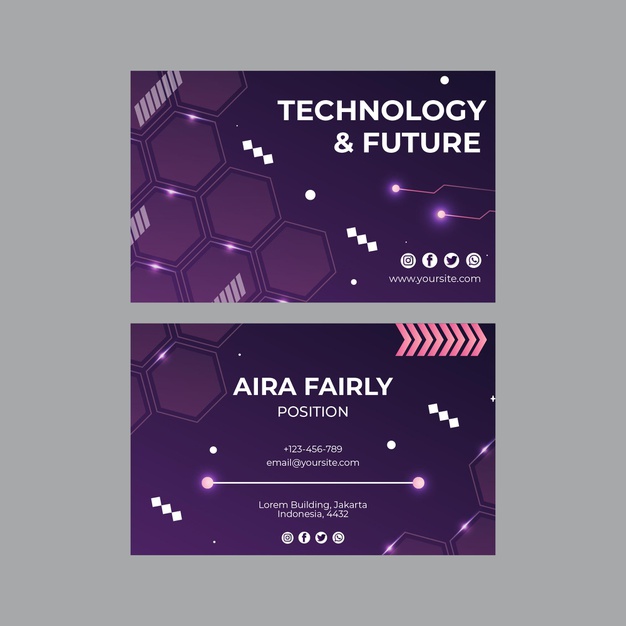 TECHNOLOGY
& FUTURE
www.yoursite.com
AIRA FAIRLY
POSITION
+123-456-789
email@yoursite.com
Lorem Building, Jakarta
Indonesia, 4432